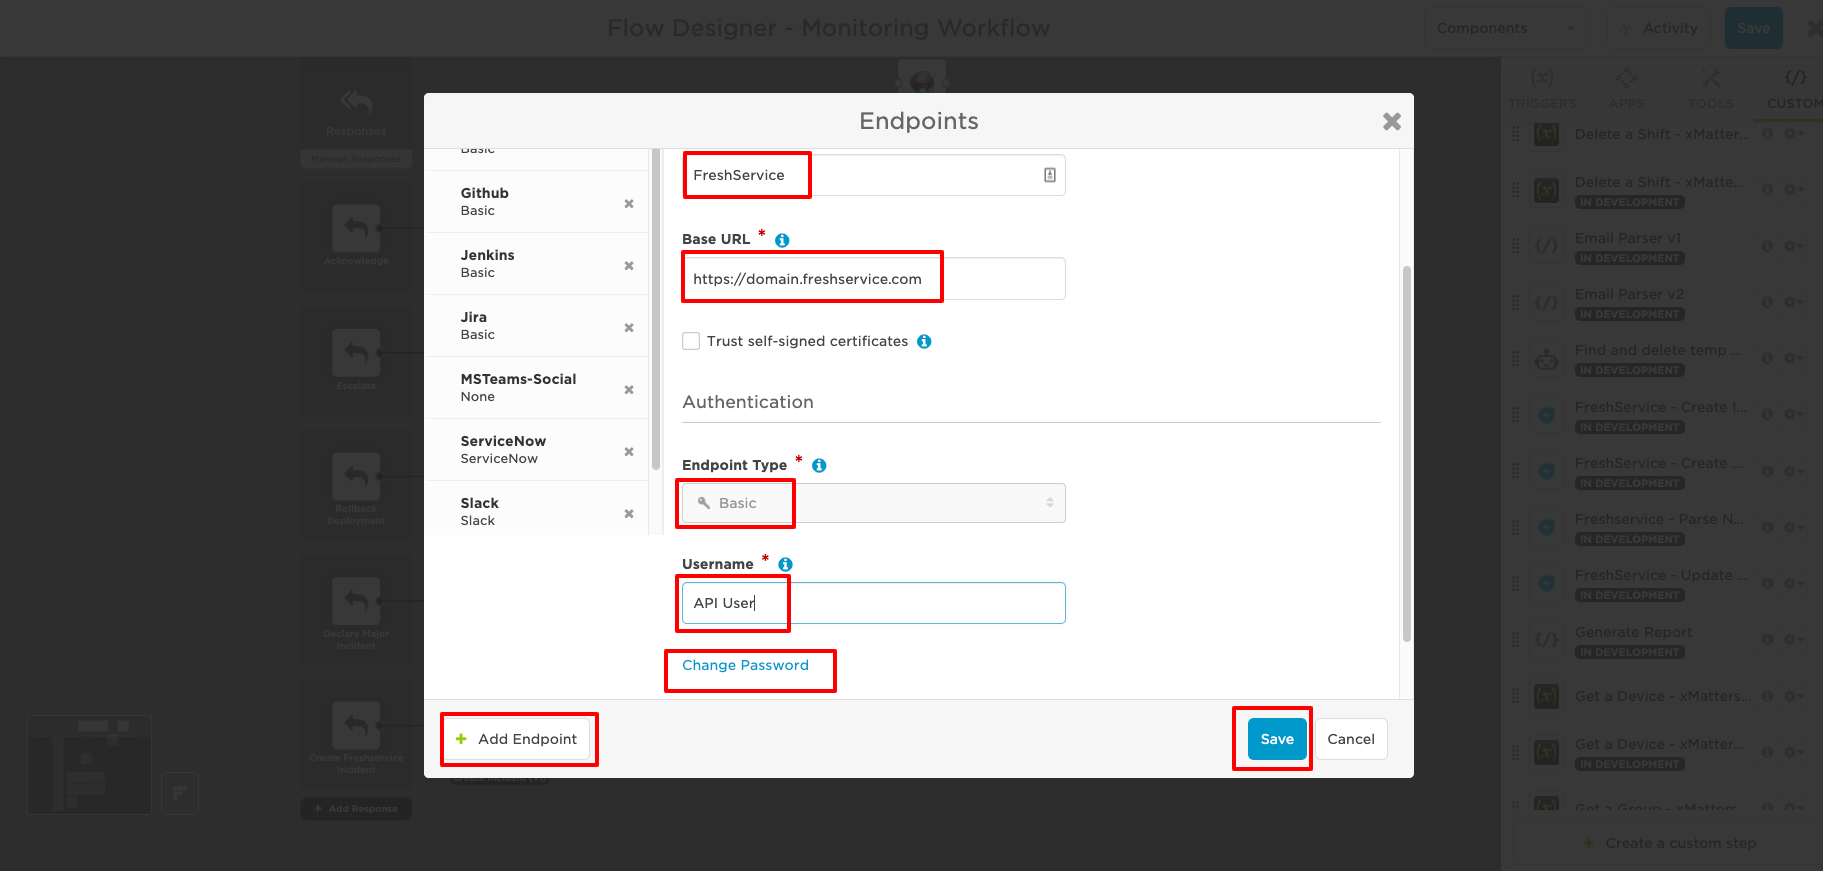 Flow Designer - Monitoring Workflow
Components
Activity
Save
Responses
Manage Responses
Acknowledge
Escalate
Rollback
Deployment
Declare Major
Incident
Create Freshservice
Incident
+ Add Response
Endpoints
Basic
Github
Basic
Jenkins
Basic
Jira
Basic
MSTeams-Social
None
ServiceNow
ServiceNow
Slack
Slack
FreshService
Base URL *
https://domain.freshservice.com
Trust self-signed certificates
Authentication
Endpoint Type *
Basic
Username *
API User
Change Password
+ Add Endpoint
Save
Cancel
Create Incident (V1)
TRIGGERS
APPS
TOOLS
CUSTOM
Delete a Shift - xMatter...
Delete a Shift - xMatte...
IN DEVELOPMENT
Email Parser v1
IN DEVELOPMENT
Email Parser v2
IN DEVELOPMENT
Find and delete temp ...
IN DEVELOPMENT
FreshService - Create I...
IN DEVELOPMENT
FreshService - Create ...
IN DEVELOPMENT
Freshservice - Parse N...
IN DEVELOPMENT
FreshService - Update ...
IN DEVELOPMENT
Generate Report
IN DEVELOPMENT
Get a Device - xMatters...
Get a Device - xMatter...
IN DEVELOPMENT
Get a Group - xMatters
+ Create a custom step